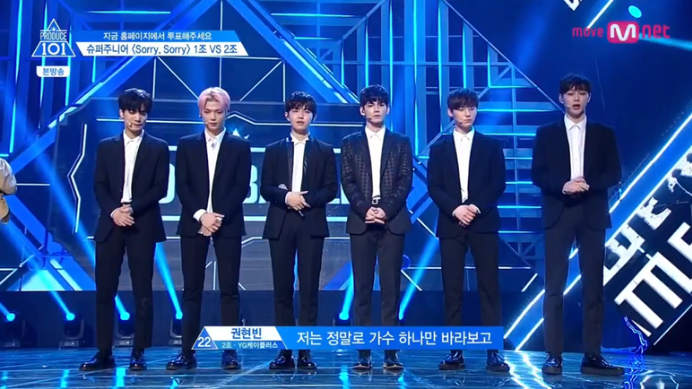 PRODUCE
101
본방송
지금 홈페이지에서 투표해주세요
슈퍼주니어 <Sorry, Sorry> 1조 VS 2조
move Mnet
22
권현빈
2조 · YG케이플러스
저는 정말로 가수 하나만 바라보고